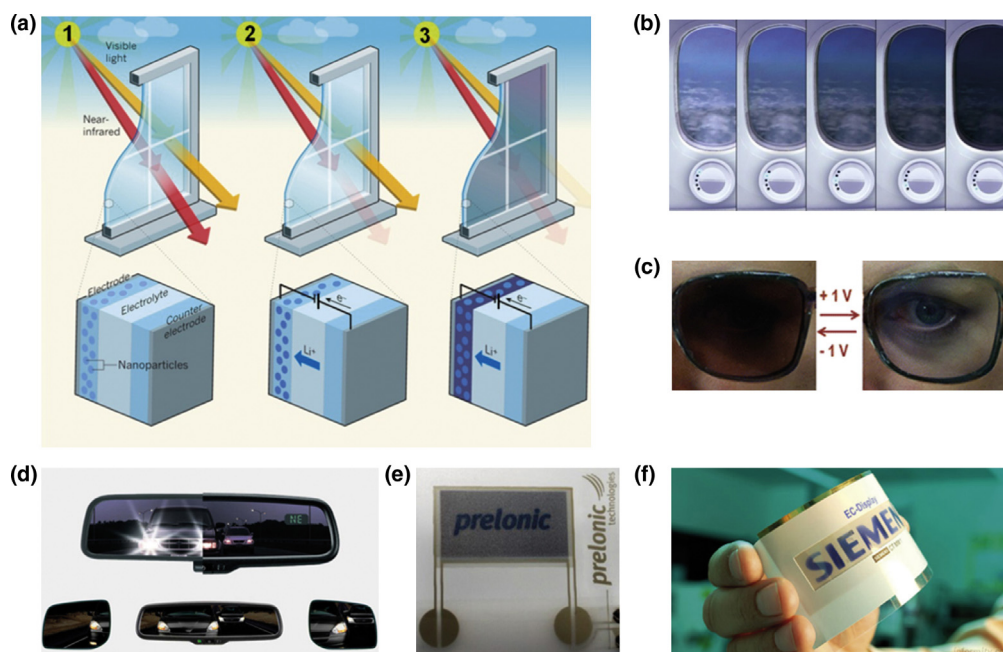 (a)
1
2
3
Visible
light
Near-
infrared
Electrode
Electrolyte
Counter
electrode
Nanoparticles
e-
Li+
e-
Li+
(b)
(c)
+ 1 V
- 1 V
(d)
NE
(e)
prelonic
prelonic
technologies
(f)
EC-Display
SIEMEN